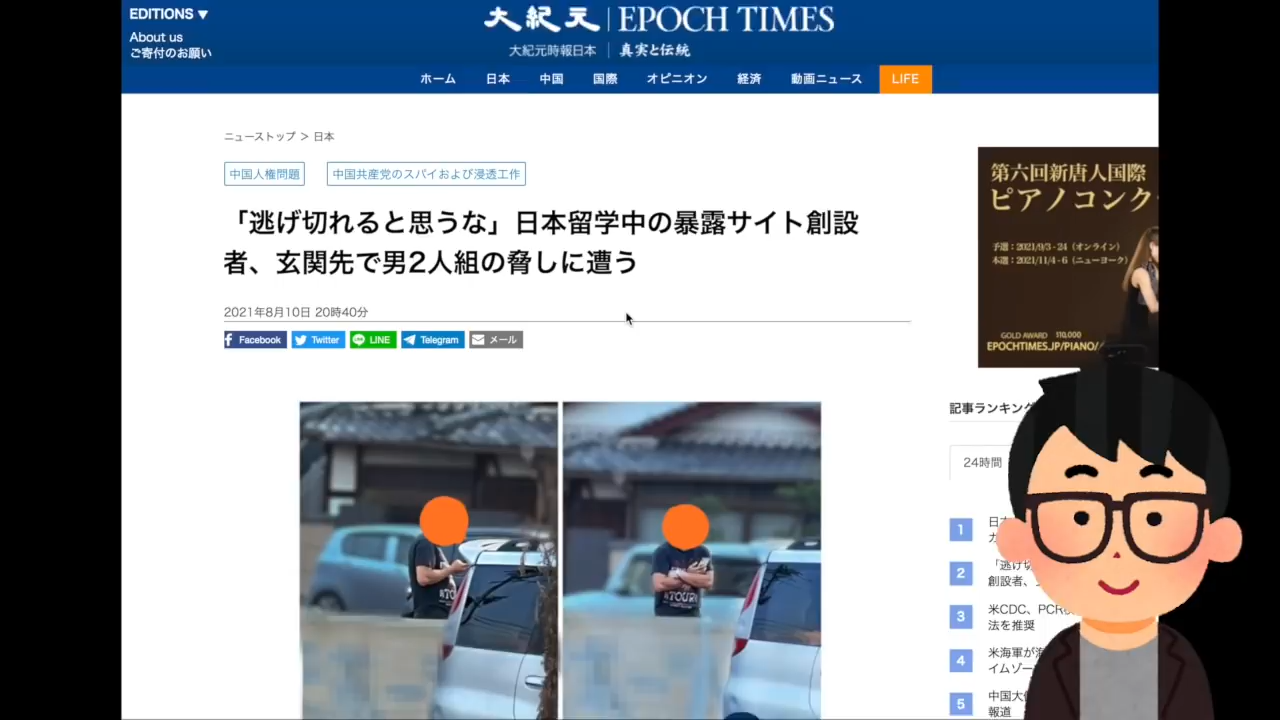 EDITIONS ▼
About us
ご寄付のお願い
大紀元 EPOCH TIMES
大紀元時報日本 真実と伝統
ホーム 日本 中国 国際 オピニオン 経済 動画ニュース LIFE
ニューストップ ＞ 日本
中国人権問題 中国共産党のスパイおよび浸透工作
「逃げ切れると思うな」日本留学中の暴露サイト創設
者、玄関先で男2人組の脅しに遭う
2021年8月10日 20時40分
Facebook Twitter LINE Telegram メール
第六回新唐人国際
ピアノコンク
予選：2021/9/3 - 24（オンライン）
本選：2021/11/4 - 6（ニューヨーク）
GOLD AWARD $10,000
EPOCHTIMES.JP/PIANO/
記事ランキング
24時間
1 日
2 「逃げ
創設者、
3 米CDC、PCR
法を推奨
4 米海軍が
イムゾー
5 中国大
報道
TOUR
TOUR